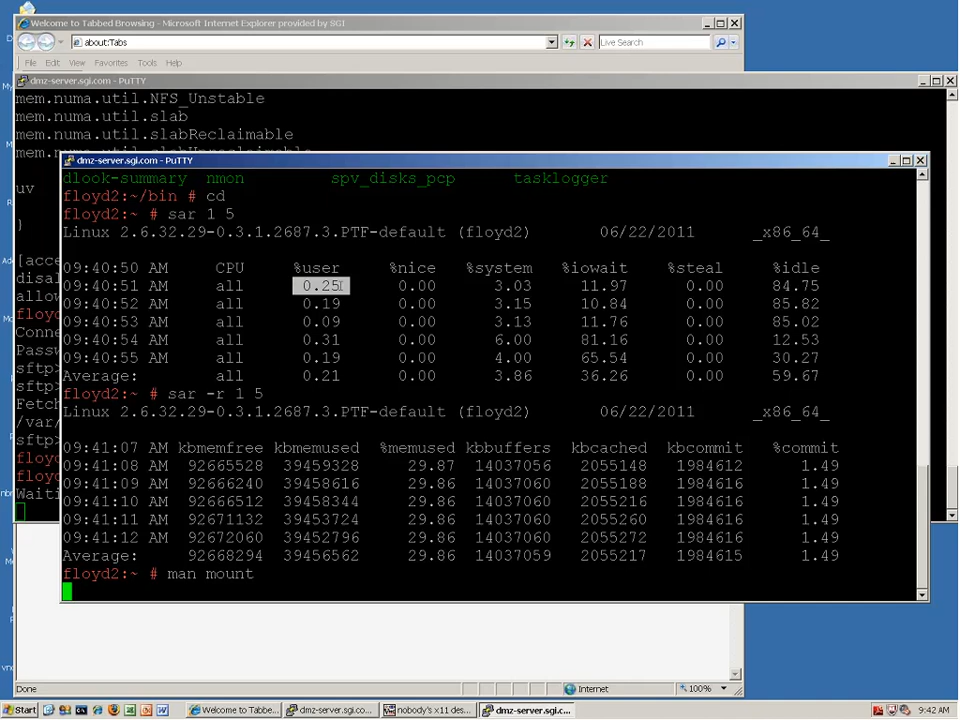 Welcome to Tabbed Browsing - Microsoft Internet Explorer provided by SGI
about:Tabs
Live Search
File Edit View Favorites Tools Help
dmz-server.sgi.com - PuTTY
mem.numa.util.NFS_Unstable
mem.numa.util.slab
mem.numa.util.slabReclaimable
uv
}
[acce
disa
allow
floyd
Conne
Passw
sftp>
sftp>
Fetch
/var/
sftp>
floyd
floyd
Waiti
dmz-server.sgi.com - PuTTY
dlook-summary nmon spv_disks_pcp tasklogger
floyd2:~/bin # cd
floyd2:~ # sar 1 5
Linux 2.6.32.29-0.3.1.2687.3.PTF-default (floyd2) 06/22/2011 _x86_64_
09:40:50 AM CPU %user %nice %system %iowait %steal %idle
09:40:51 AM all 0.25 0.00 3.03 11.97 0.00 84.75
09:40:52 AM all 0.19 0.00 3.15 10.84 0.00 85.82
09:40:53 AM all 0.09 0.00 3.13 11.76 0.00 85.02
09:40:54 AM all 0.31 0.00 6.00 81.16 0.00 12.53
09:40:55 AM all 0.19 0.00 4.00 65.54 0.00 30.27
Average: all 0.21 0.00 3.86 36.26 0.00 59.67
floyd2:~ # sar -r 1 5
Linux 2.6.32.29-0.3.1.2687.3.PTF-default (floyd2) 06/22/2011 _x86_64_
09:41:07 AM kbmemfree kbmemused %memused kbbuffers kbcached kbcommit %commit
09:41:08 AM 92665528 39459328 29.87 14037056 2055148 1984612 1.49
09:41:09 AM 92666240 39458616 29.86 14037060 2055188 1984616 1.49
09:41:10 AM 92666512 39458344 29.86 14037060 2055216 1984616 1.49
09:41:11 AM 92671132 39453724 29.86 14037060 2055260 1984616 1.49
09:41:12 AM 92672060 39452796 29.86 14037060 2055272 1984616 1.49
Average: 92668294 39456562 29.86 14037059 2055217 1984615 1.49
floyd2:~ # man mount
Done
Internet
100%
Start
Welcome to Tabbe...
dmz-server.sgi.co...
nobody's x11 des...
dmz-server.sgi.c...
9:42 AM